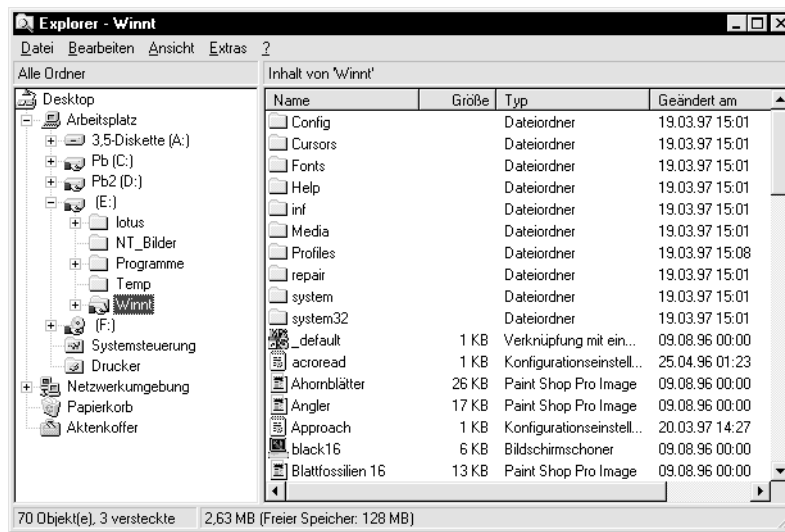 Explorer - Winnt
Datei Bearbeiten Ansicht Extras ?
Alle Ordner
Inhalt von 'Winnt'
Desktop
Arbeitsplatz
3,5-Diskette (A:)
Pb (C:)
Pb2 (D:)
(E:)
lotus
NT_Bilder
Programme
Temp
Winnt
(F:)
Systemsteuerung
Drucker
Netzwerkumgebung
Papierkorb
Aktenkoffer
Name Größe Typ Geändert am
Config Dateiordner 19.03.97 15:01
Cursors Dateiordner 19.03.97 15:01
Fonts Dateiordner 19.03.97 15:01
Help Dateiordner 19.03.97 15:01
inf Dateiordner 19.03.97 15:01
Media Dateiordner 19.03.97 15:01
Profiles Dateiordner 19.03.97 15:08
repair Dateiordner 19.03.97 15:01
system Dateiordner 19.03.97 15:01
system32 Dateiordner 19.03.97 15:01
_default 1 KB Verknüpfung mit ein... 09.08.96 00:00
acroread 1 KB Konfigurationseinstell... 25.04.96 01:23
Ahornblätter 26 KB Paint Shop Pro Image 09.08.96 00:00
Angler 17 KB Paint Shop Pro Image 09.08.96 00:00
Approach 1 KB Konfigurationseinstell... 20.03.97 14:27
black16 6 KB Bildschirmschoner 09.08.96 00:00
Blattfossilien 16 13 KB Paint Shop Pro Image 09.08.96 00:00
70 Objekt(e), 3 versteckte 2,63 MB (Freier Speicher: 128 MB)